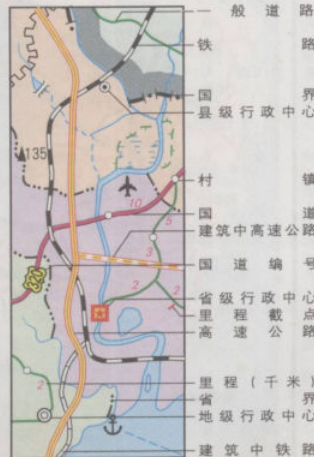 一般道路
铁路
国界
县级行政中心
135
村镇
10
国道
5
建筑中高速公路
3
国道编号
2
2
省级行政中心
里程截点
高速公路
里程（千米）
省界
2
地级行政中心
建筑中铁路